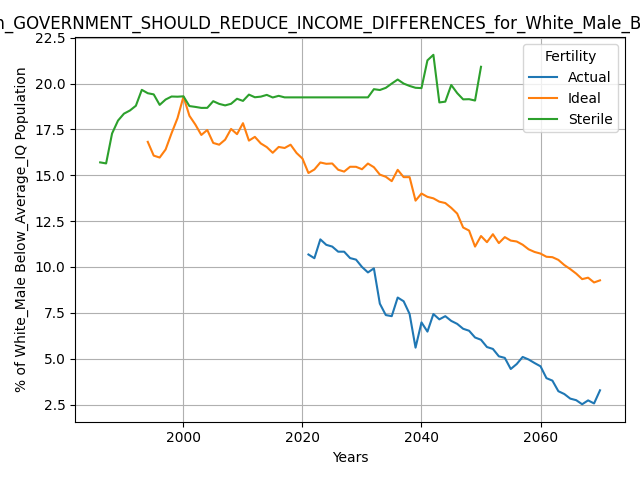 GOVERNMENT_SHOULD_REDUCE_INCOME_DIFFERENCES_for_White_Male_B
22.5
20.0
17.5
15.0
12.5
10.0
7.5
5.0
2.5
% of White_Male Below_Average_IQ Population
Fertility
Actual
Ideal
Sterile
2000
2020
2040
2060
Years